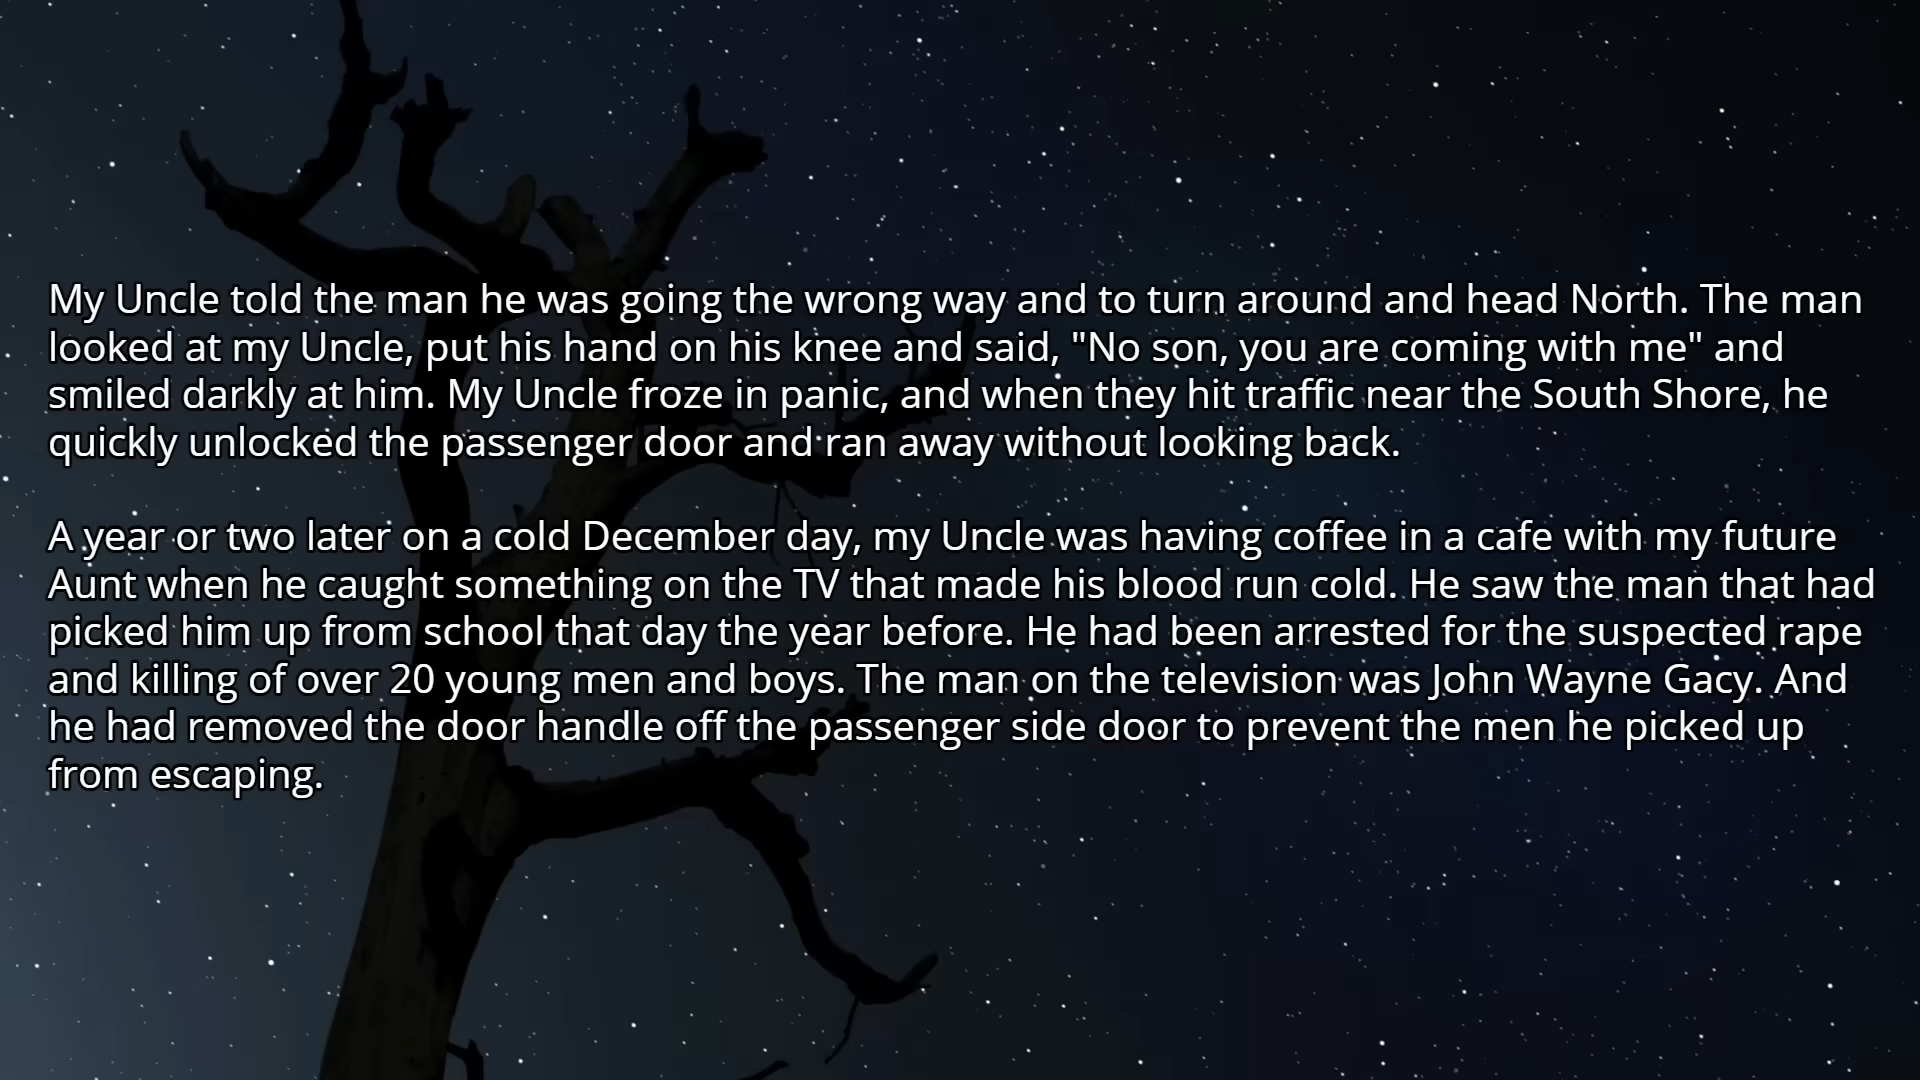 My Uncle told the man he was going the wrong way and to turn around and head North. The man
looked at my Uncle, put his hand on his knee and said, "No son, you are coming with me" and
smiled darkly at him. My Uncle froze in panic, and when they hit traffic near the South Shore, he
quickly unlocked the passenger door and ran away without looking back.
A year or two later on a cold December day, my Uncle was having coffee in a cafe with my future
Aunt when he caught something on the TV that made his blood run cold. He saw the man that had
picked him up from school that day the year before. He had been arrested for the suspected rape
and killing of over 20 young men and boys. The man on the television was John Wayne Gacy. And
he had removed the door handle off the passenger side door to prevent the men he picked up
from escaping.